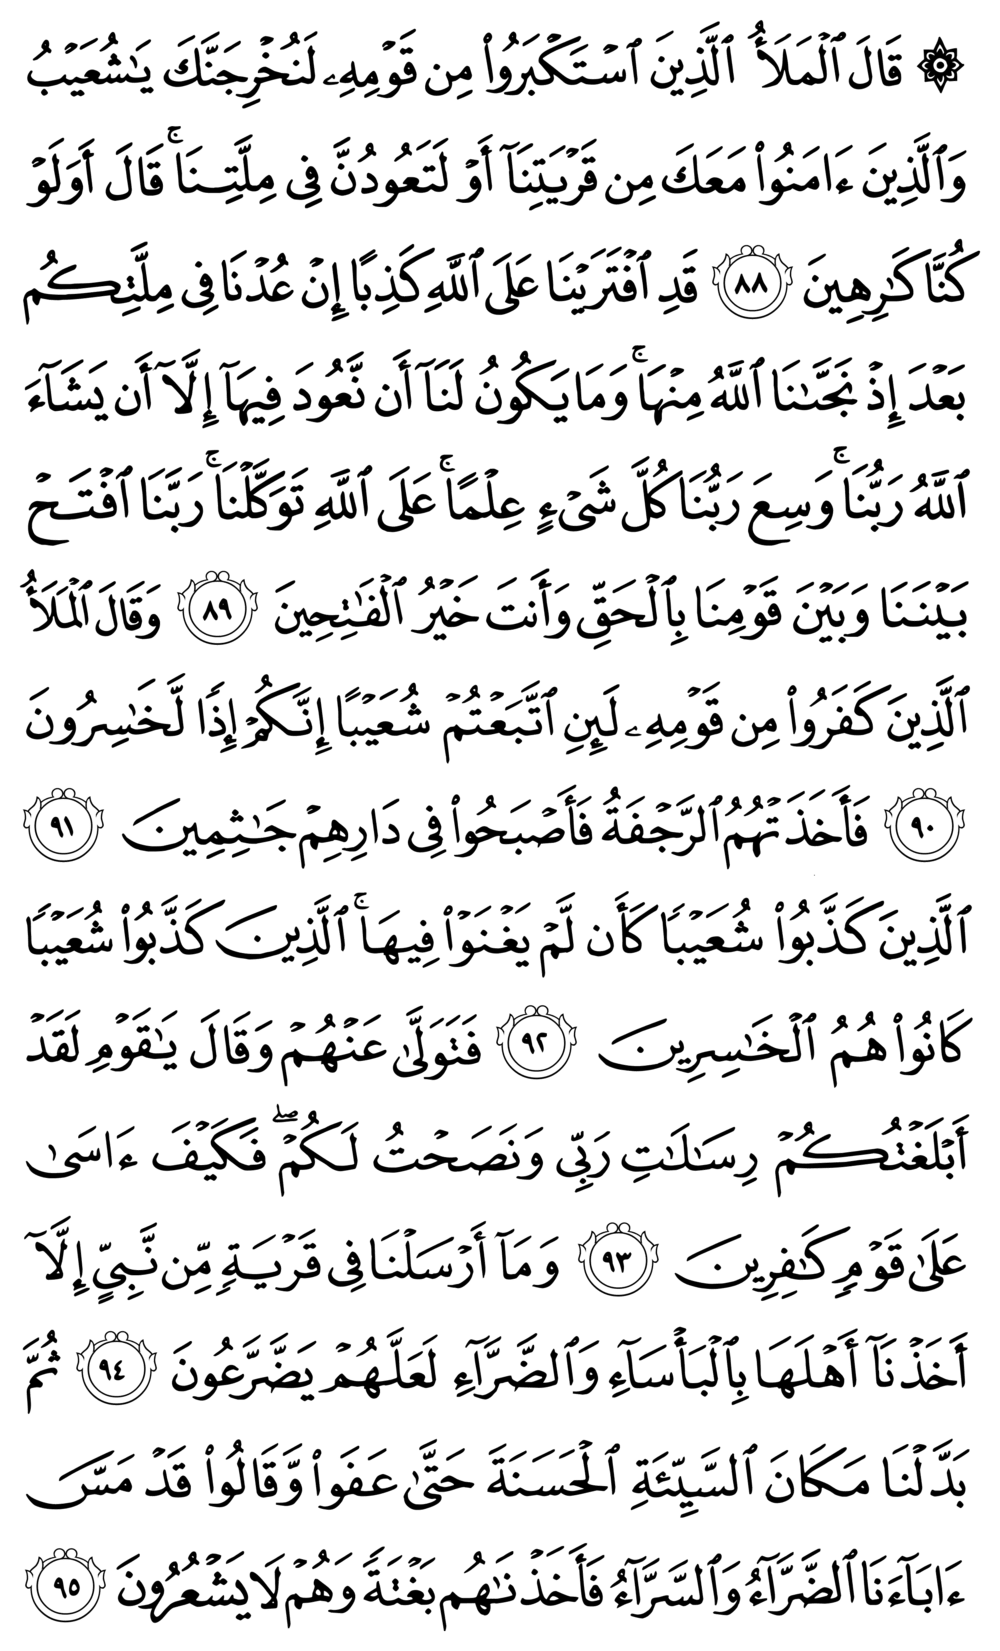 ۞ قَالَ ٱلْمَلَأُ ٱلَّذِينَ ٱسْتَكْبَرُوا۟ مِن قَوْمِهِۦ لَنُخْرِجَنَّكَ يَـٰشُعَيْبُ
وَٱلَّذِينَ ءَامَنُوا۟ مَعَكَ مِن قَرْيَتِنَآ أَوْ لَتَعُودُنَّ فِى مِلَّتِنَا ۚ قَالَ أَوَلَوْ
كُنَّا كَـٰرِهِينَ ٨٨ قَدِ ٱفْتَرَيْنَا عَلَى ٱللَّهِ كَذِبًا إِنْ عُدْنَا فِى مِلَّتِكُم
بَعْدَ إِذْ نَجَّىٰنَا ٱللَّهُ مِنْهَا ۚ وَمَا يَكُونُ لَنَآ أَن نَّعُودَ فِيهَآ إِلَّآ أَن يَشَآءَ
ٱللَّهُ رَبُّنَا ۚ وَسِعَ رَبُّنَا كُلَّ شَىْءٍ عِلْمًا ۚ عَلَى ٱللَّهِ تَوَكَّلْنَا ۚ رَبَّنَا ٱفْتَحْ
بَيْنَنَا وَبَيْنَ قَوْمِنَا بِٱلْحَقِّ وَأَنتَ خَيْرُ ٱلْفَـٰتِحِينَ ٨٩ وَقَالَ ٱلْمَلَأُ
ٱلَّذِينَ كَفَرُوا۟ مِن قَوْمِهِۦ لَئِنِ ٱتَّبَعْتُمْ شُعَيْبًا إِنَّكُمْ إِذًا لَّخَـٰسِرُونَ
٩٠ فَأَخَذَتْهُمُ ٱلرَّجْفَةُ فَأَصْبَحُوا۟ فِى دَارِهِمْ جَـٰثِمِينَ ٩١
ٱلَّذِينَ كَذَّبُوا۟ شُعَيْبًا كَأَن لَّمْ يَغْنَوْا۟ فِيهَا ۚ ٱلَّذِينَ كَذَّبُوا۟ شُعَيْبًا
كَانُوا۟ هُمُ ٱلْخَـٰسِرِينَ ٩٢ فَتَوَلَّىٰ عَنْهُمْ وَقَالَ يَـٰقَوْمِ لَقَدْ
أَبْلَغْتُكُمْ رِسَـٰلَـٰتِ رَبِّى وَنَصَحْتُ لَكُمْ ۖ فَكَيْفَ ءَاسَىٰ
عَلَىٰ قَوْمٍ كَـٰفِرِينَ ٩٣ وَمَآ أَرْسَلْنَا فِى قَرْيَةٍ مِّن نَّبِىٍّ إِلَّآ
أَخَذْنَآ أَهْلَهَا بِٱلْبَأْسَآءِ وَٱلضَّرَّآءِ لَعَلَّهُمْ يَضَّرَّعُونَ ٩٤ ثُمَّ
بَدَّلْنَا مَكَانَ ٱلسَّيِّئَةِ ٱلْحَسَنَةَ حَتَّىٰ عَفَوا۟ وَّقَالُوا۟ قَدْ مَسَّ
ءَابَآءَنَا ٱلضَّرَّآءُ وَٱلسَّرَّآءُ فَأَخَذْنَـٰهُم بَغْتَةً وَهُمْ لَا يَشْعُرُونَ ٩٥